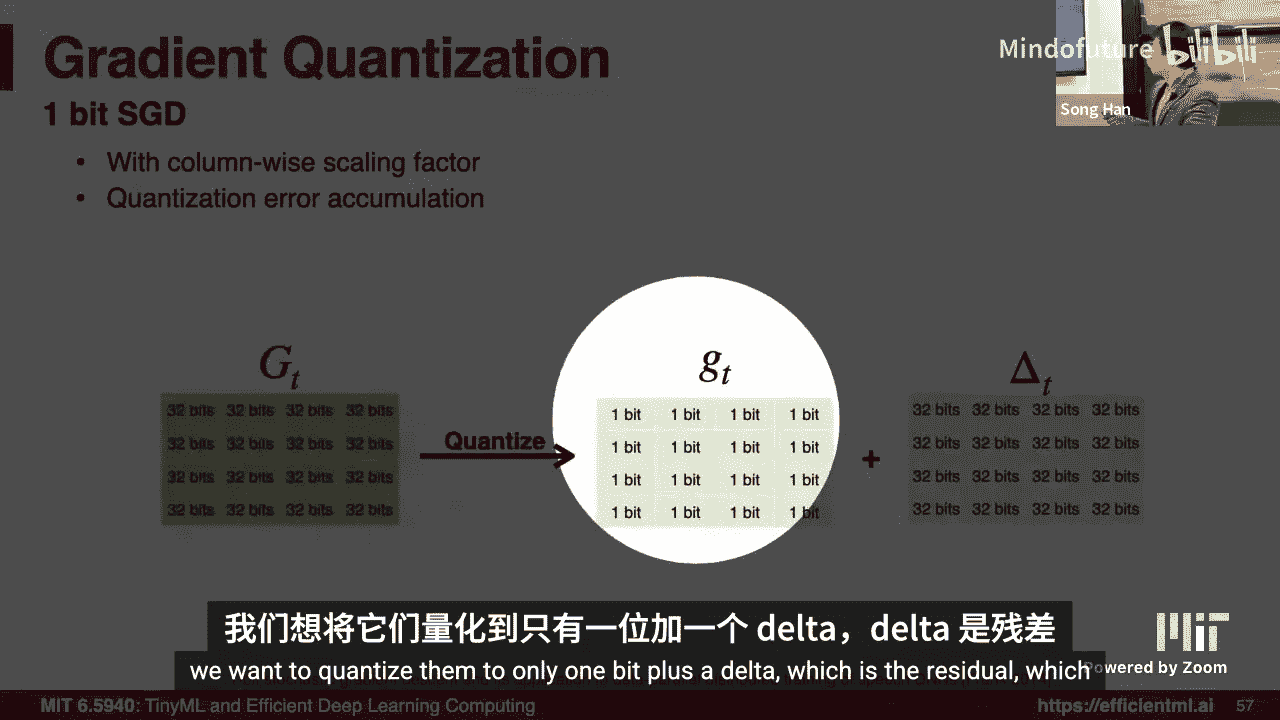 Gradient Quantization
Mindofuture bilibili
Song Han
1 bit SGD
• With column-wise scaling factor
• Quantization error accumulation
G_t
g_t
Δ_t
32 bits 32 bits 32 bits 32 bits
32 bits 32 bits 32 bits 32 bits
32 bits 32 bits 32 bits 32 bits
32 bits 32 bits 32 bits 32 bits
Quantize
1 bit 1 bit 1 bit 1 bit
1 bit 1 bit 1 bit 1 bit
1 bit 1 bit 1 bit 1 bit
1 bit 1 bit 1 bit 1 bit
+
32 bits 32 bits 32 bits 32 bits
32 bits 32 bits 32 bits 32 bits
32 bits 32 bits 32 bits 32 bits
32 bits 32 bits 32 bits 32 bits
我们想将它们量化到只有一位加一个 delta，delta 是残差
we want to quantize them to only one bit plus a delta, which is the residual, which
MIT
Powered by Zoom
MIT 6.5940: TinyML and Efficient Deep Learning Computing
https://efficientml.ai
57